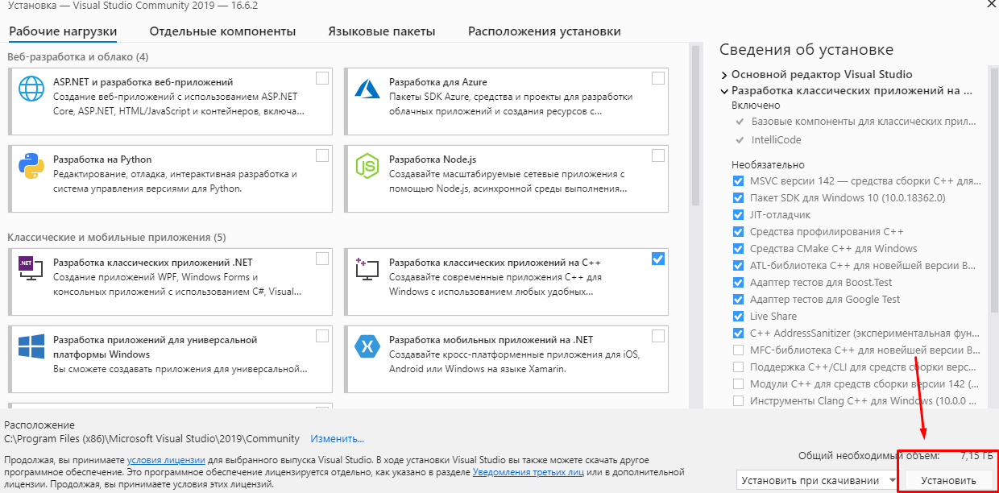 Установка — Visual Studio Community 2019 — 16.6.2
Рабочие нагрузки
Отдельные компоненты
Языковые пакеты
Расположения установки
Веб-разработка и облако (4)
ASP.NET и разработка веб-приложений
Создание веб-приложений с использованием ASP.NET
Core, ASP.NET, HTML/JavaScript и контейнеров, включа...
Разработка для Azure
Пакеты SDK Azure, средства и проекты для разработки
облачных приложений и создания ресурсов с...
Разработка на Python
Редактирование, отладка, интерактивная разработка и
система управления версиями для Python.
Разработка Node.js
Создавайте масштабируемые сетевые приложения с
помощью Node.js, асинхронной среды выполнения...
Классические и мобильные приложения (5)
.NET
Разработка классических приложений .NET
Создание приложений WPF, Windows Forms и
консольных приложений с использованием C#, Visual...
Разработка классических приложений на C++
Создавайте современные приложения C++ для
Windows с использованием любых удобных...
Разработка приложений для универсальной
платформы Windows
Вы сможете создавать приложения для универсальной...
Разработка мобильных приложений на .NET
Создавайте кросс-платформенные приложения для iOS,
Android или Windows на языке Xamarin.
Сведения об установке
Основной редактор Visual Studio
Разработка классических приложений на ...
Включено
Базовые компоненты для классических прил...
IntelliCode
Необязательно
MSVC версии 142 — средства сборки C++ для...
Пакет SDK для Windows 10 (10.0.18362.0)
JIT-отладчик
Средства профилирования C++
Средства CMake C++ для Windows
ATL-библиотека C++ для новейшей версии B...
Адаптер тестов для Boost.Test
Адаптер тестов для Google Test
Live Share
C++ AddressSanitizer (экспериментальная фун...
MFC-библиотека C++ для новейшей версии B...
Поддержка C++/CLI для средств сборки верс...
Модули C++ для средств сборки версии 142 (...
Инструменты Clang C++ для Windows (10.0.0 ...
Расположение
C:\Program Files (x86)\Microsoft Visual Studio\2019\Community Изменить...
Продолжая, вы принимаете условия лицензии для выбранного выпуска Visual Studio. В ходе установки Visual Studio вы также можете скачать другое
программное обеспечение. Это программное обеспечение лицензируется отдельно, как указано в разделе Уведомления третьих лиц или в дополнительной
лицензии. Продолжая, вы принимаете условия этих лицензий.
Общий необходимый объем: 7,15 ГБ
Установить при скачивании
Установить